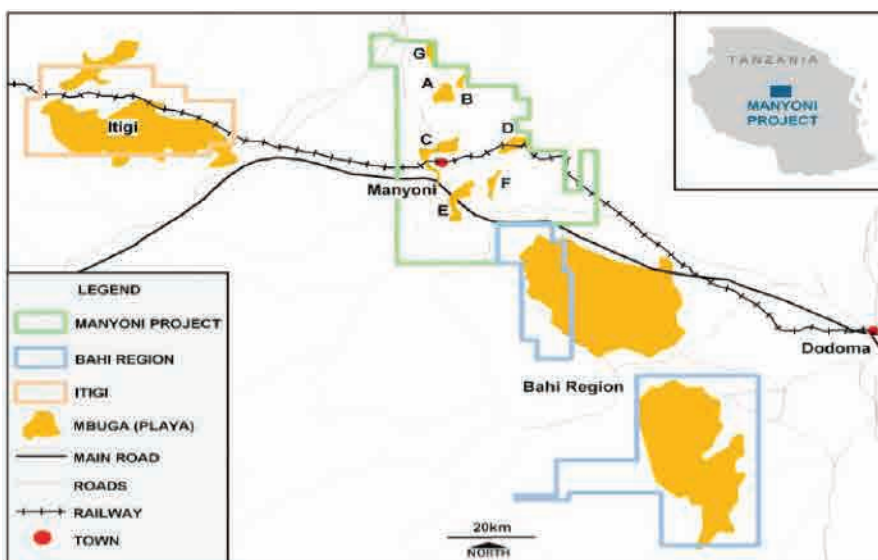 G
A
B
C
D
E
F
Itigi
Manyoni
TANZANIA
MANYONI
PROJECT
Dodoma
Bahi Region
LEGEND
MANYONI PROJECT
BAHI REGION
ITIGI
MBUGA (PLAYA)
MAIN ROAD
ROADS
RAILWAY
TOWN
20km
NORTH